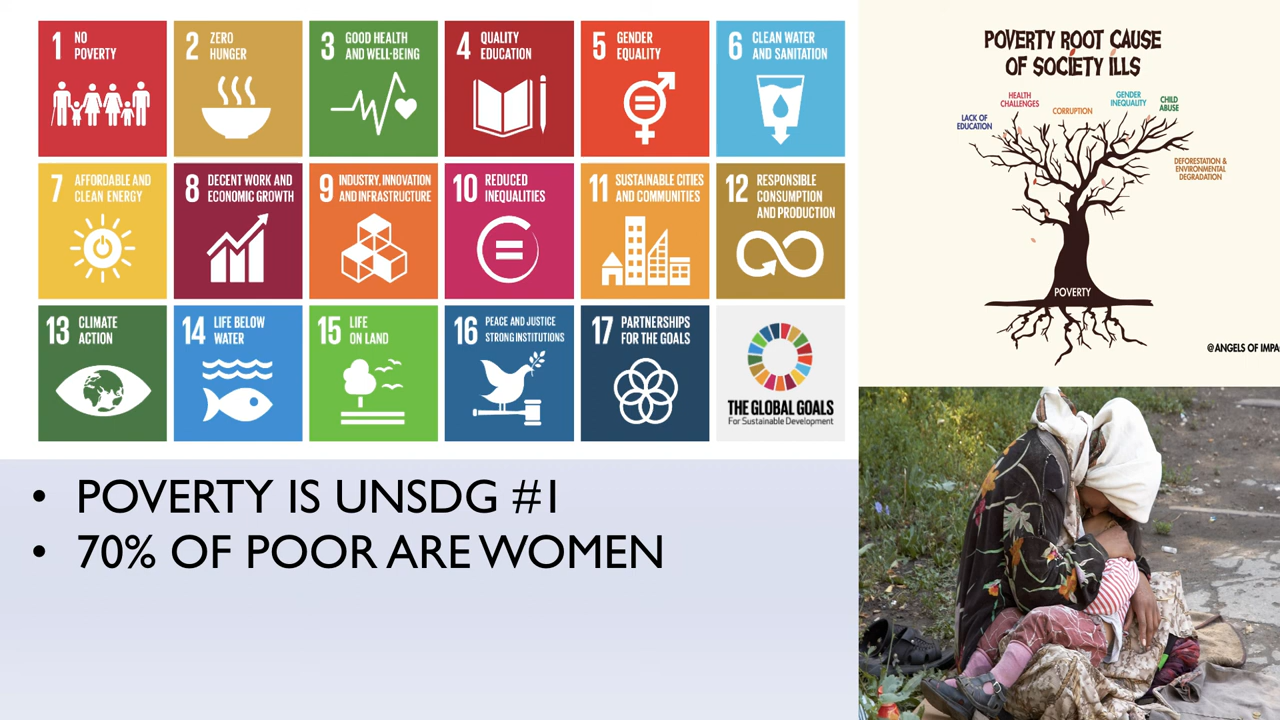 1 NO
POVERTY
2 ZERO
HUNGER
3 GOOD HEALTH
AND WELL-BEING
4 QUALITY
EDUCATION
5 GENDER
EQUALITY
6 CLEAN WATER
AND SANITATION
7 AFFORDABLE AND
CLEAN ENERGY
8 DECENT WORK AND
ECONOMIC GROWTH
9 INDUSTRY, INNOVATION
AND INFRASTRUCTURE
10 REDUCED
INEQUALITIES
11 SUSTAINABLE CITIES
AND COMMUNITIES
12 RESPONSIBLE
CONSUMPTION
AND PRODUCTION
13 CLIMATE
ACTION
14 LIFE BELOW
WATER
15 LIFE
ON LAND
16 PEACE AND JUSTICE
STRONG INSTITUTIONS
17 PARTNERSHIPS
FOR THE GOALS
THE GLOBAL GOALS
For Sustainable Development
• POVERTY IS UNSDG #1
• 70% OF POOR ARE WOMEN
POVERTY ROOT CAUSE
OF SOCIETY ILLS
LACK OF
EDUCATION
HEALTH
CHALLENGES
CORRUPTION
GENDER
INEQUALITY
CHILD
ABUSE
DEFORESTATION &
ENVIRONMENTAL
DEGRADATION
POVERTY
@ANGELS OF IMPA